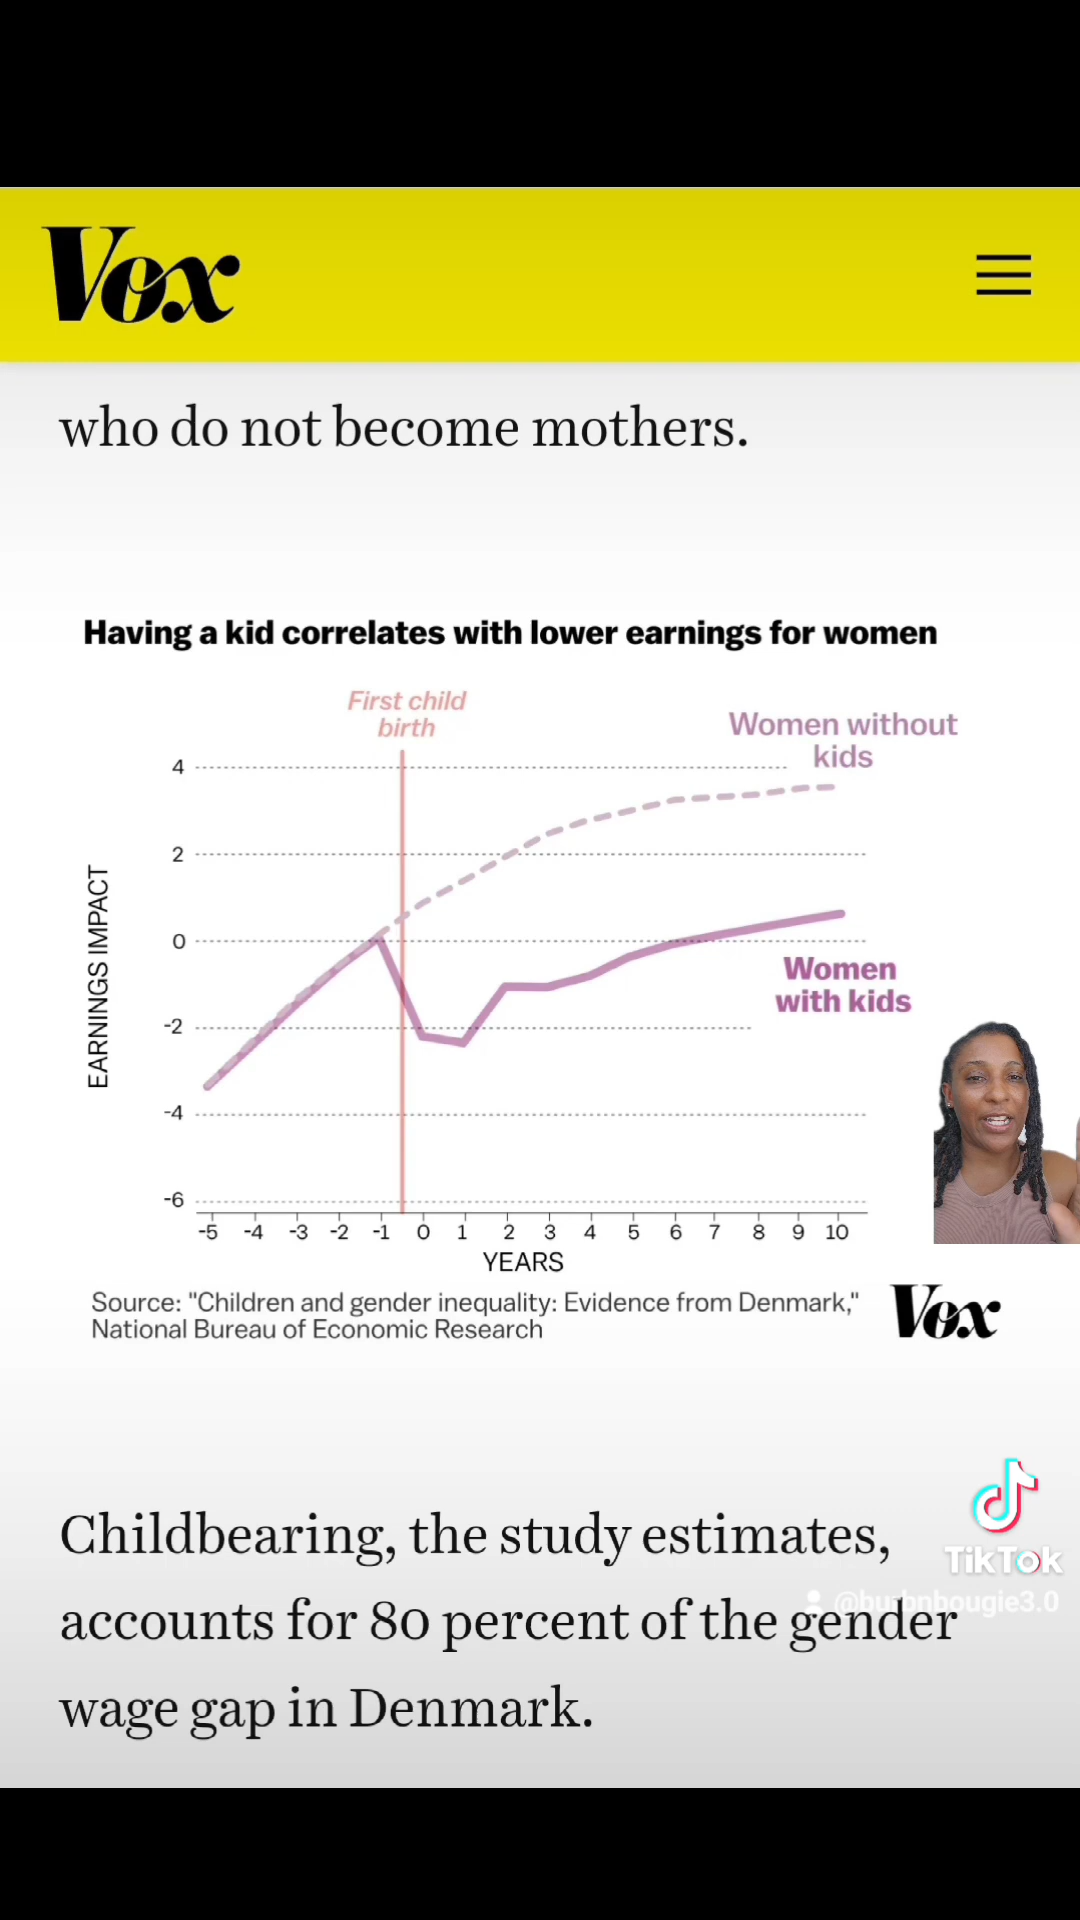 Vox
who do not become mothers.
Having a kid correlates with lower earnings for women
First child
birth
Women without
kids
4
2
0
-2
-4
-6
EARNINGS IMPACT
Women
with kids
-5 -4 -3 -2 -1 0 1 2 3 4 5 6 7 8 9 10
YEARS
Source: "Children and gender inequality: Evidence from Denmark,"
National Bureau of Economic Research
Vox
Childbearing, the study estimates,
accounts for 80 percent of the gender
wage gap in Denmark.
TikTok
@burbnbougie3.0